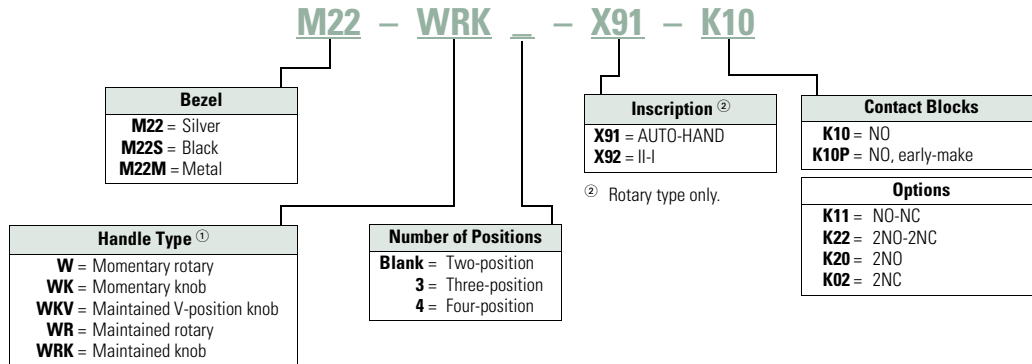 M22 – WRK _ – X91 – K10
Bezel
M22 = Silver
M22S = Black
M22M = Metal
Inscription ②
X91 = AUTO-HAND
X92 = II-I
② Rotary type only.
Contact Blocks
K10 = NO
K10P = NO, early-make
Options
K11 = NO-NC
K22 = 2NO-2NC
K20 = 2NO
K02 = 2NC
Handle Type ①
W = Momentary rotary
WK = Momentary knob
WKV = Maintained V-position knob
WR = Maintained rotary
WRK = Maintained knob
Number of Positions
Blank = Two-position
3 = Three-position
4 = Four-position